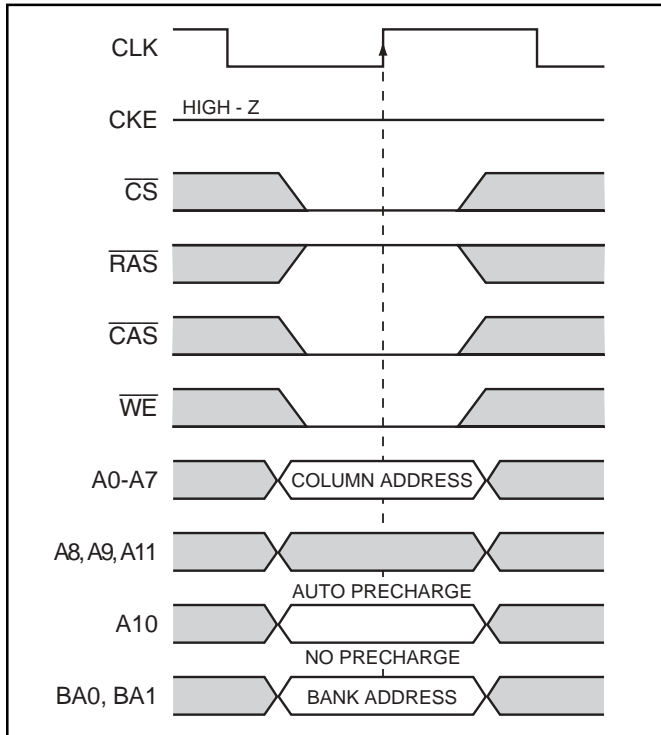 CLK
HIGH - Z
CKE
CS
RAS
CAS
WE
A0-A7
COLUMN ADDRESS
A8, A9, A11
AUTO PRECHARGE
A10
NO PRECHARGE
BA0, BA1
BANK ADDRESS